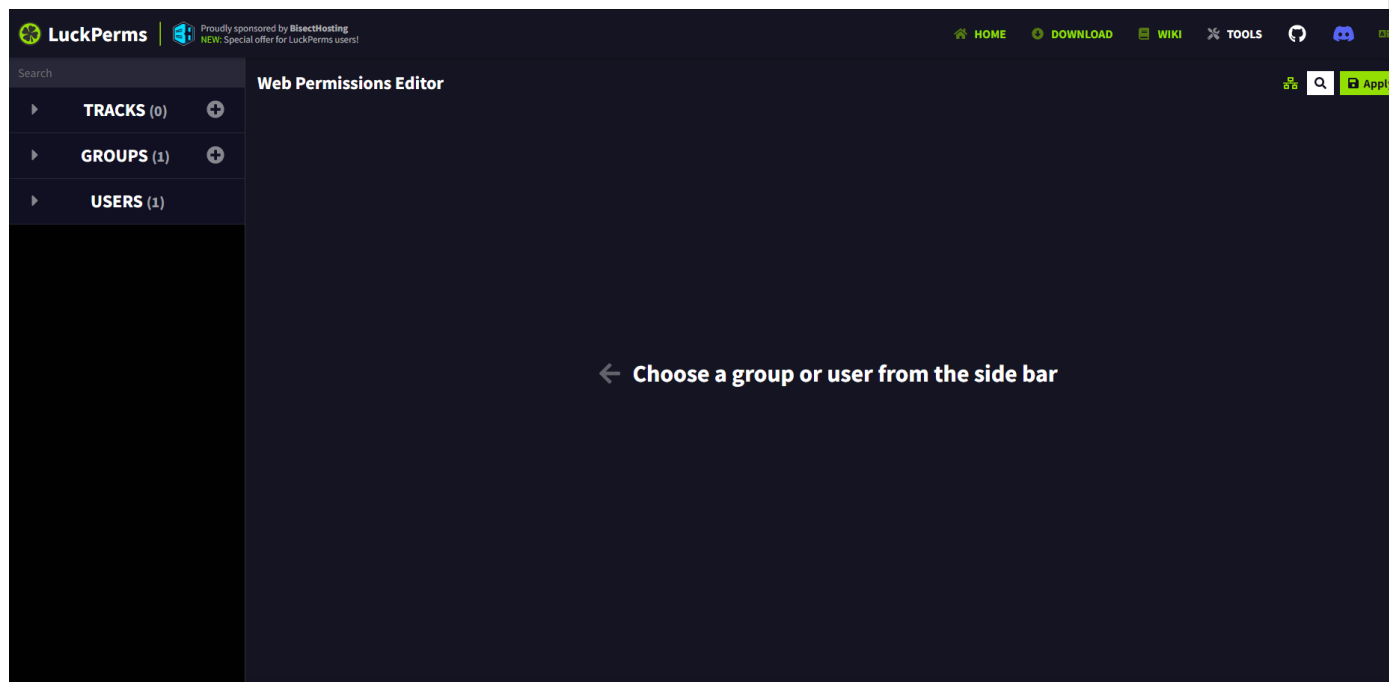 LuckPerms
Proudly sponsored by BisectHosting
NEW: Special offer for LuckPerms users!
HOME
DOWNLOAD
WIKI
TOOLS
Search
Web Permissions Editor
Apply
TRACKS (0)
GROUPS (1)
USERS (1)
Choose a group or user from the side bar